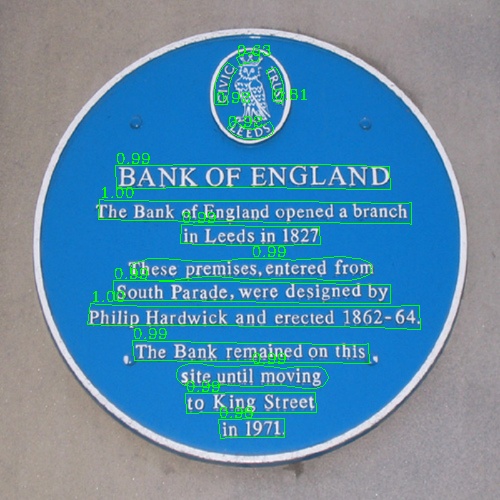 CIVIC TRUST
LEEDS
BANK OF ENGLAND
The Bank of England opened a branch
in Leeds in 1827
These premises, entered from
South Parade, were designed by
Philip Hardwick and erected 1862-64.
The Bank remained on this
site until moving
to King Street
in 1971.